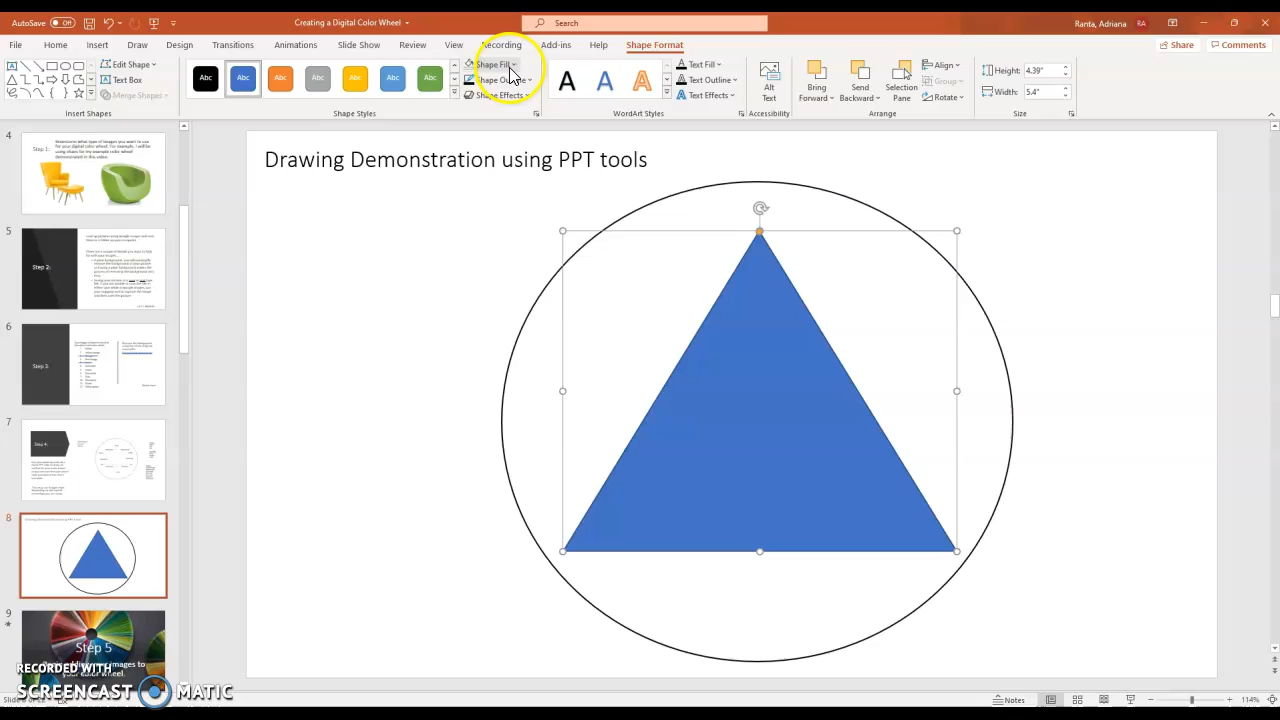 AutoSave Off
Creating a Digital Color Wheel
Search
Ranta, Adriana RA
File Home Insert Draw Design Transitions Animations Slide Show Review View Recording Add-ins Help Shape Format Share Comments
Edit Shape
Text Box
Merge Shapes
Abc Abc Abc Abc Abc Abc Abc
Shape Fill
Shape Outline
Shape Effects
A A A
Text Fill
Text Outline
Text Effects
Alt
Text
Bring
Forward
Send
Backward
Selection
Pane
Align
Group
Rotate
Height: 4.39"
Width: 5.4"
Insert Shapes Shape Styles WordArt Styles Accessibility Arrange Size
4
Step 1:
5
Step 2:
6
Step 3:
7
Step 4:
8
9
Step 5
your color wheel.
Drawing Demonstration using PPT tools
RECORDED WITH
SCREENCAST MATIC
Notes
114%